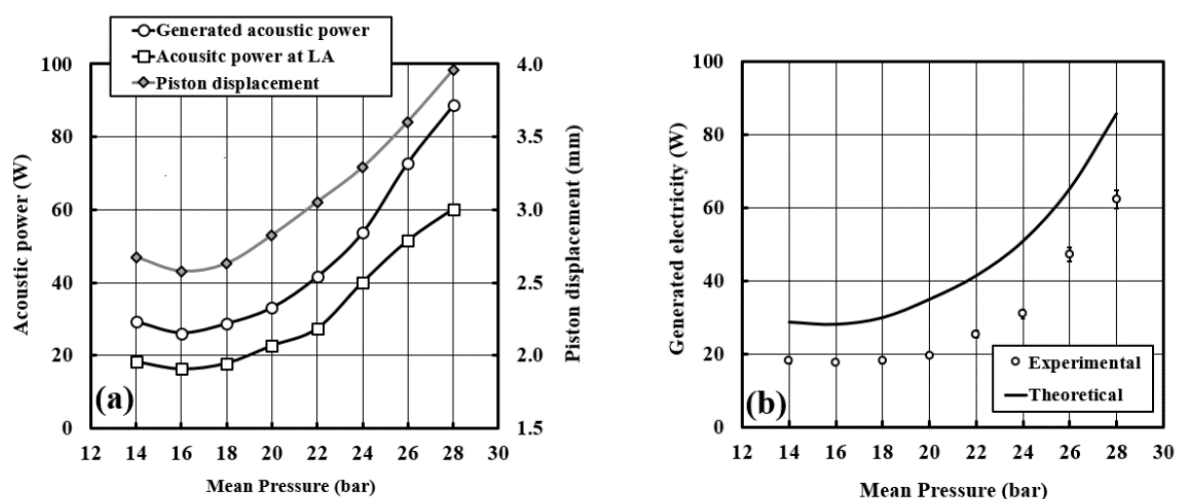 Generated acoustic power
Acousitc power at LA
Piston displacement
100
80
60
40
20
0
4.0
3.5
3.0
2.5
2.0
1.5
Acoustic power (W)
Piston displacement (mm)
(a)
12 14 16 18 20 22 24 26 28 30
Mean Pressure (bar)
100
80
60
40
20
0
Generated electricity (W)
Experimental
Theoretical
(b)
12 14 16 18 20 22 24 26 28 30
Mean Pressure (bar)